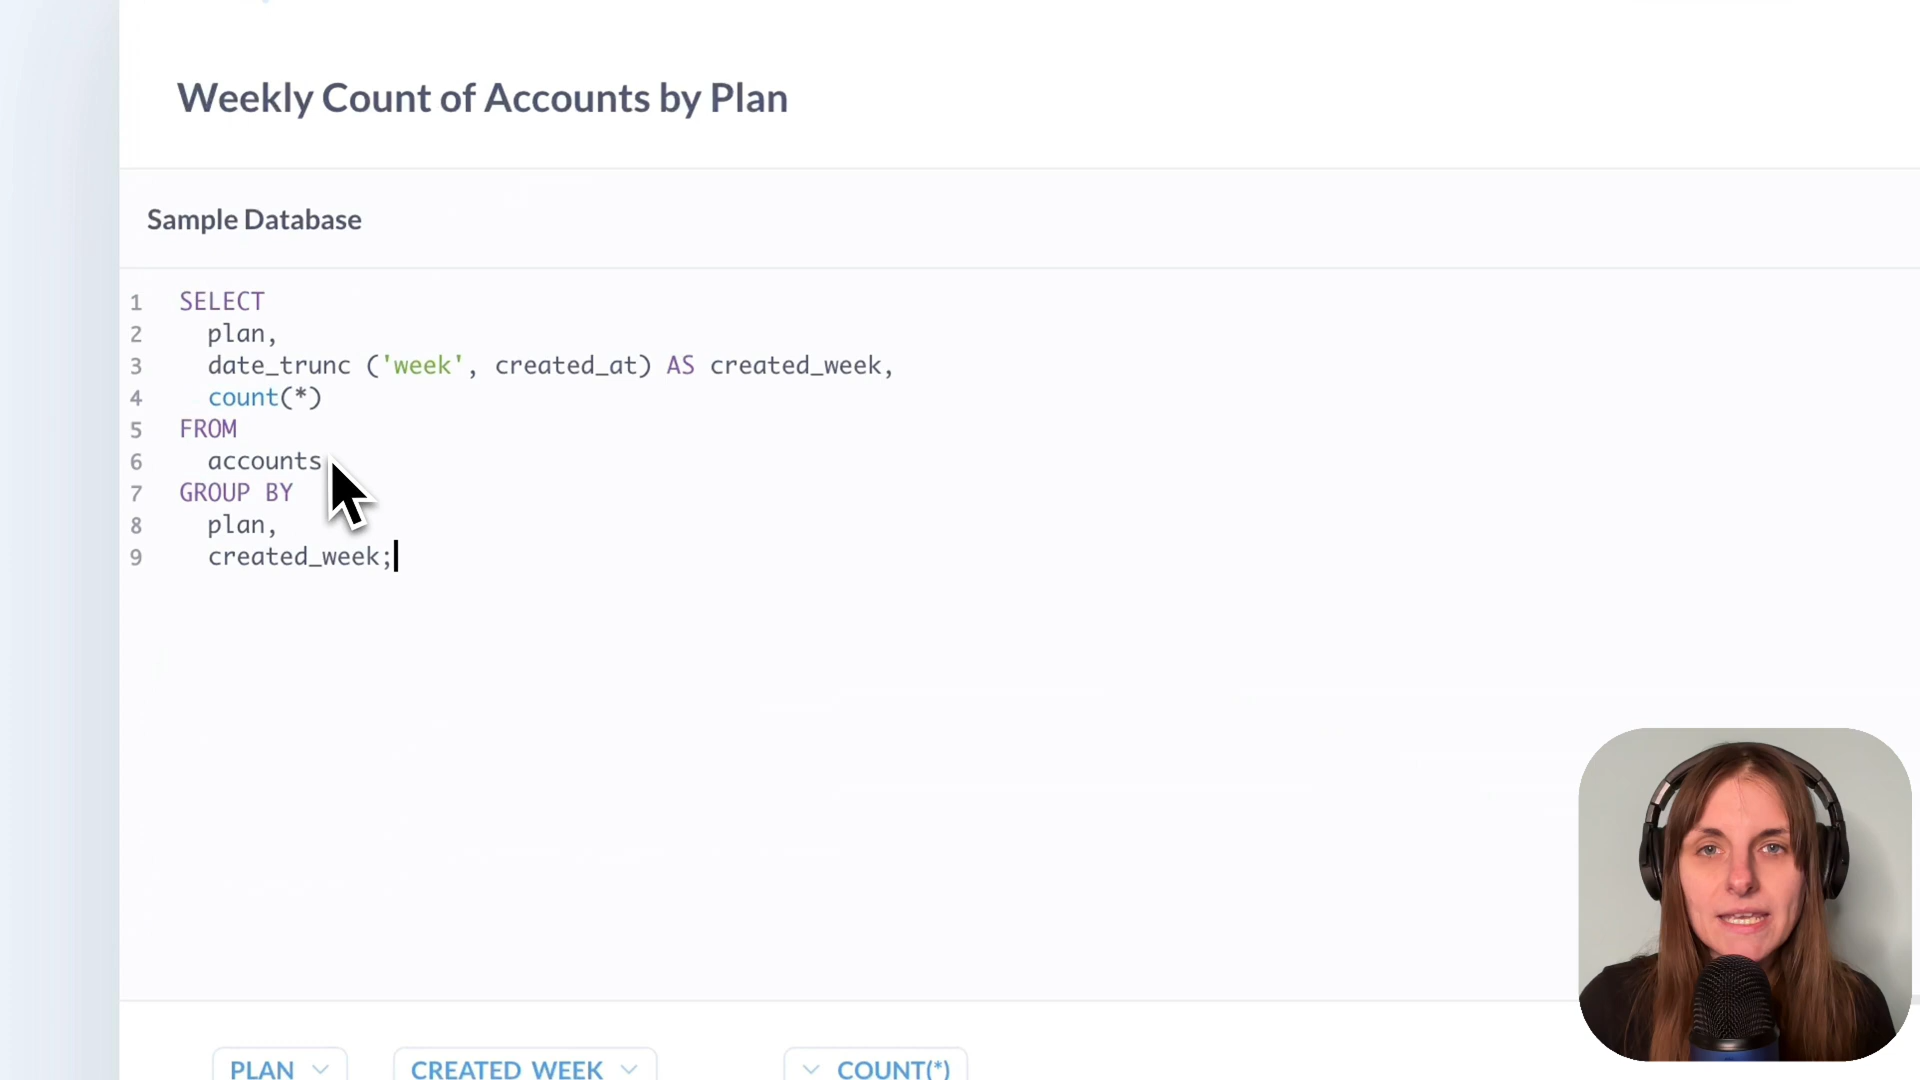 Weekly Count of Accounts by Plan
Sample Database
1 SELECT
2 plan,
3 date_trunc ('week', created_at) AS created_week,
4 count(*)
5 FROM
6 accounts
7 GROUP BY
8 plan,
9 created_week;
PLAN CREATED WEEK COUNT(*)